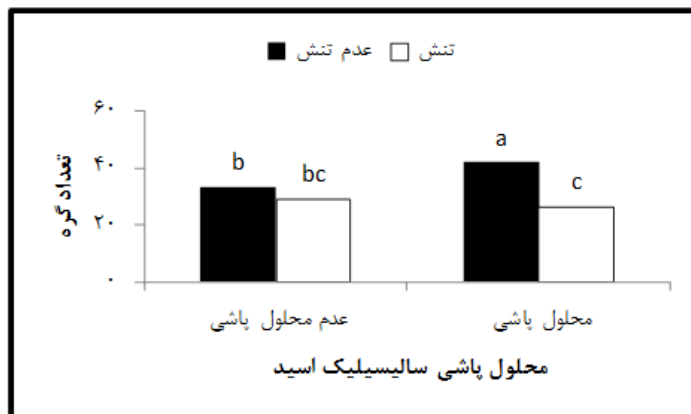 عدم تنش تنش
۶۰
۴۰
۲۰
۰
تعداد گره
b
bc
a
c
عدم محلول پاشی
محلول پاشی
محلول پاشی سالیسیلیک اسید